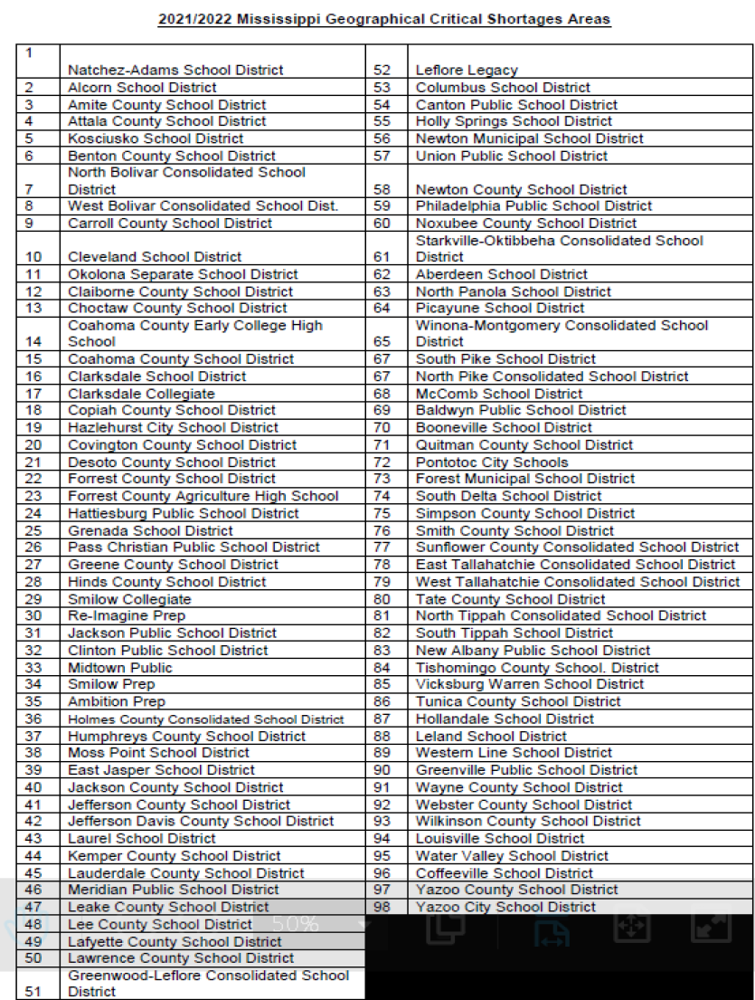 2021/2022 Mississippi Geographical Critical Shortages Areas
1 Natchez-Adams School District
2 Alcorn School District
3 Amite County School District
4 Attala County School District
5 Kosciusko School District
6 Benton County School District
7 North Bolivar Consolidated School
District
8 West Bolivar Consolidated School Dist.
9 Carroll County School District
10 Cleveland School District
11 Okolona Separate School District
12 Claiborne County School District
13 Choctaw County School District
14 Coahoma County Early College High
School
15 Coahoma County School District
16 Clarksdale School District
17 Clarksdale Collegiate
18 Copiah County School District
19 Hazlehurst City School District
20 Covington County School District
21 Desoto County School District
22 Forrest County School District
23 Forrest County Agriculture High School
24 Hattiesburg Public School District
25 Grenada School District
26 Pass Christian Public School District
27 Greene County School District
28 Hinds County School District
29 Smilow Collegiate
30 Re-Imagine Prep
31 Jackson Public School District
32 Clinton Public School District
33 Midtown Public
34 Smilow Prep
35 Ambition Prep
36 Holmes County Consolidated School District
37 Humphreys County School District
38 Moss Point School District
39 East Jasper School District
40 Jackson County School District
41 Jefferson County School District
42 Jefferson Davis County School District
43 Laurel School District
44 Kemper County School District
45 Lauderdale County School District
46 Meridian Public School District
47 Leake County School District
48 Lee County School District
49 Lafyette County School District
50 Lawrence County School District
51 Greenwood-Leflore Consolidated School
District
52 Leflore Legacy
53 Columbus School District
54 Canton Public School District
55 Holly Springs School District
56 Newton Municipal School District
57 Union Public School District
58 Newton County School District
59 Philadelphia Public School District
60 Noxubee County School District
61 Starkville-Oktibbeha Consolidated School
District
62 Aberdeen School District
63 North Panola School District
64 Picayune School District
65 Winona-Montgomery Consolidated School
District
67 South Pike School District
67 North Pike Consolidated School District
68 McComb School District
69 Baldwyn Public School District
70 Booneville School District
71 Quitman County School District
72 Pontotoc City Schools
73 Forest Municipal School District
74 South Delta School District
75 Simpson County School District
76 Smith County School District
77 Sunflower County Consolidated School District
78 East Tallahatchie Consolidated School District
79 West Tallahatchie Consolidated School District
80 Tate County School District
81 North Tippah Consolidated School District
82 South Tippah School District
83 New Albany Public School District
84 Tishomingo County School. District
85 Vicksburg Warren School District
86 Tunica County School District
87 Hollandale School District
88 Leland School District
89 Western Line School District
90 Greenville Public School District
91 Wayne County School District
92 Webster County School District
93 Wilkinson County School District
94 Louisville School District
95 Water Valley School District
96 Coffeeville School District
97 Yazoo County School District
98 Yazoo City School District
50%